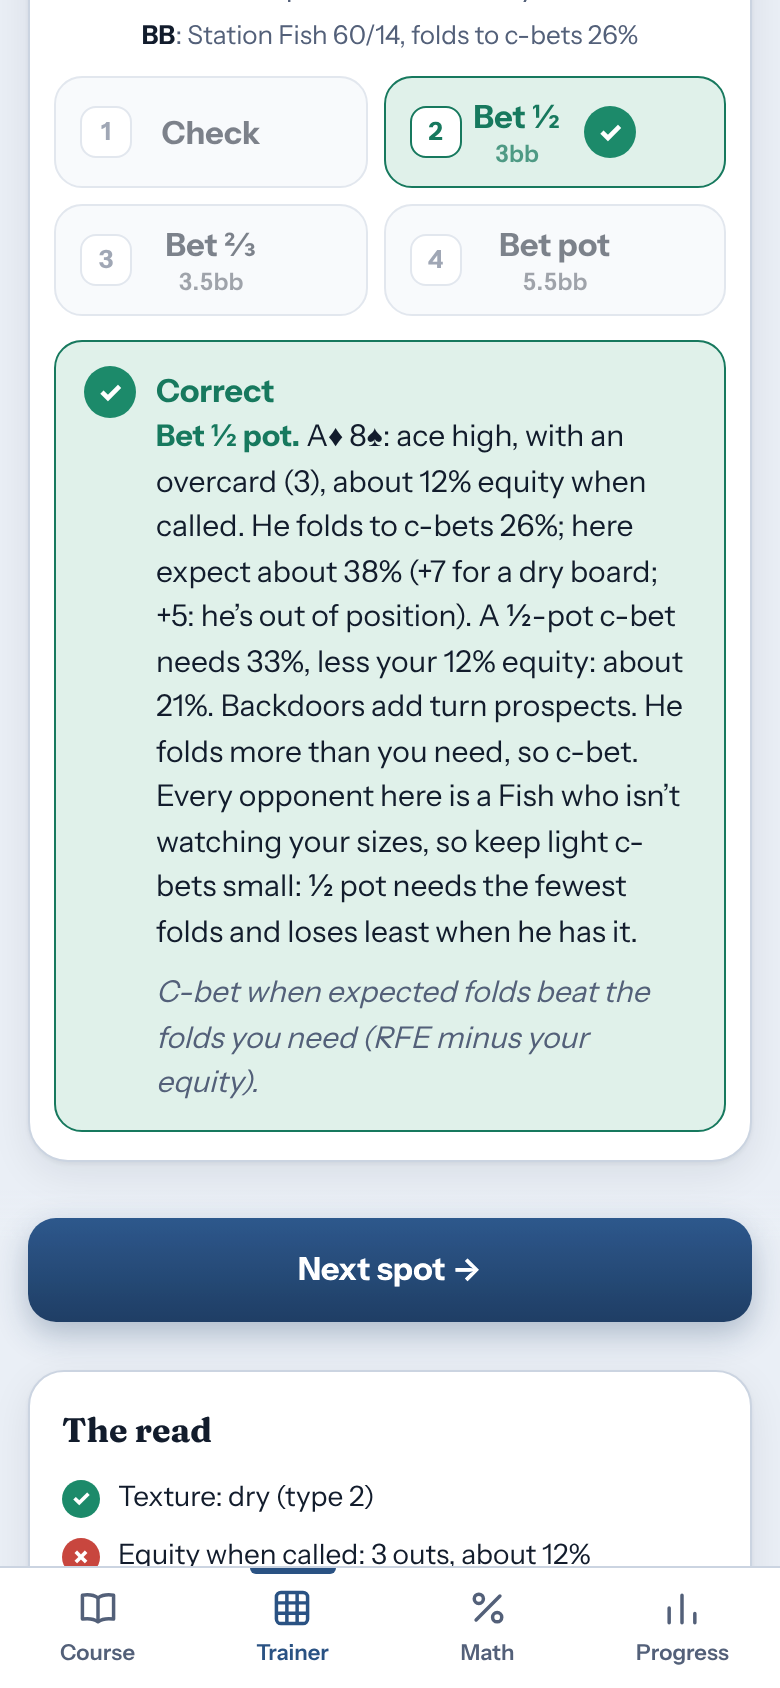 BB: Station Fish 60/14, folds to c-bets 26%
1 Check
2 Bet ½
3bb
3 Bet ⅔
3.5bb
4 Bet pot
5.5bb
Correct
Bet ½ pot. A♦ 8♠: ace high, with an
overcard (3), about 12% equity when
called. He folds to c-bets 26%; here
expect about 38% (+7 for a dry board;
+5: he’s out of position). A ½-pot c-bet
needs 33%, less your 12% equity: about
21%. Backdoors add turn prospects. He
folds more than you need, so c-bet.
Every opponent here is a Fish who isn’t
watching your sizes, so keep light c-
bets small: ½ pot needs the fewest
folds and loses least when he has it.
C-bet when expected folds beat the
folds you need (RFE minus your
equity).
Next spot →
The read
Texture: dry (type 2)
Equity when called: 3 outs, about 12%
Course
Trainer
Math
Progress